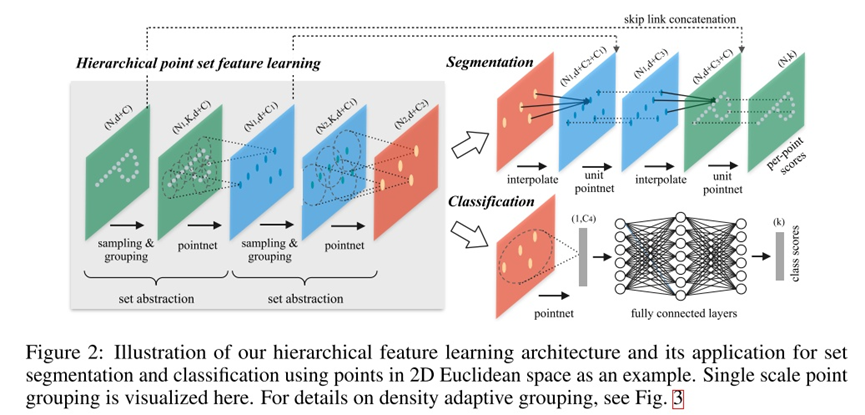 skip link concatenation
Hierarchical point set feature learning
Segmentation
(N,d+C)
(N1,K,d+C)
(N1,d+C1)
(N2,K,d+C1)
(N2,d+C2)
(N1,d+C2+C1)
(N1,d+C3)
(N,d+C3+C)
(N,k)
interpolate
unit
pointnet
interpolate
unit
pointnet
per-point
scores
sampling &
grouping
pointnet
sampling &
grouping
pointnet
set abstraction
set abstraction
Classification
(1,C4)
(k)
class scores
pointnet
fully connected layers
Figure 2: Illustration of our hierarchical feature learning architecture and its application for set
segmentation and classification using points in 2D Euclidean space as an example. Single scale point
grouping is visualized here. For details on density adaptive grouping, see Fig. 3